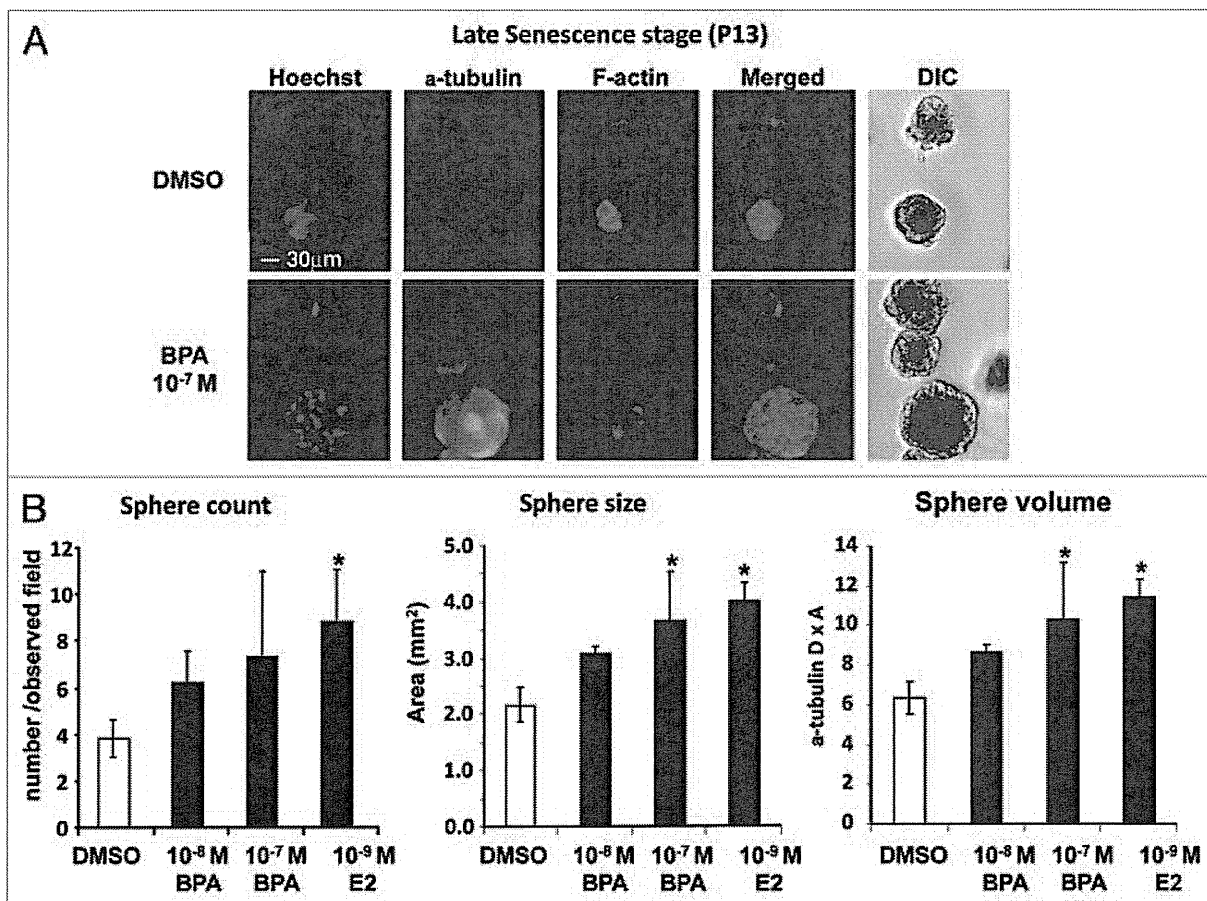 A
Late Senescence stage (P13)
Hoechst a-tubulin F-actin Merged DIC
DMSO
30μm
BPA
10⁻⁷ M
B
Sphere count
number /observed field
12
10
8
6
4
2
0
DMSO 10⁻⁸ M 10⁻⁷ M 10⁻⁹ M
BPA BPA E2
*
Sphere size
Area (mm²)
5.0
4.0
3.0
2.0
1.0
0.0
DMSO 10⁻⁸ M 10⁻⁷ M 10⁻⁹ M
BPA BPA E2
* *
Sphere volume
a-tubulin D x A
14
12
10
8
6
4
2
0
DMSO 10⁻⁸ M 10⁻⁷ M 10⁻⁹ M
BPA BPA E2
* *